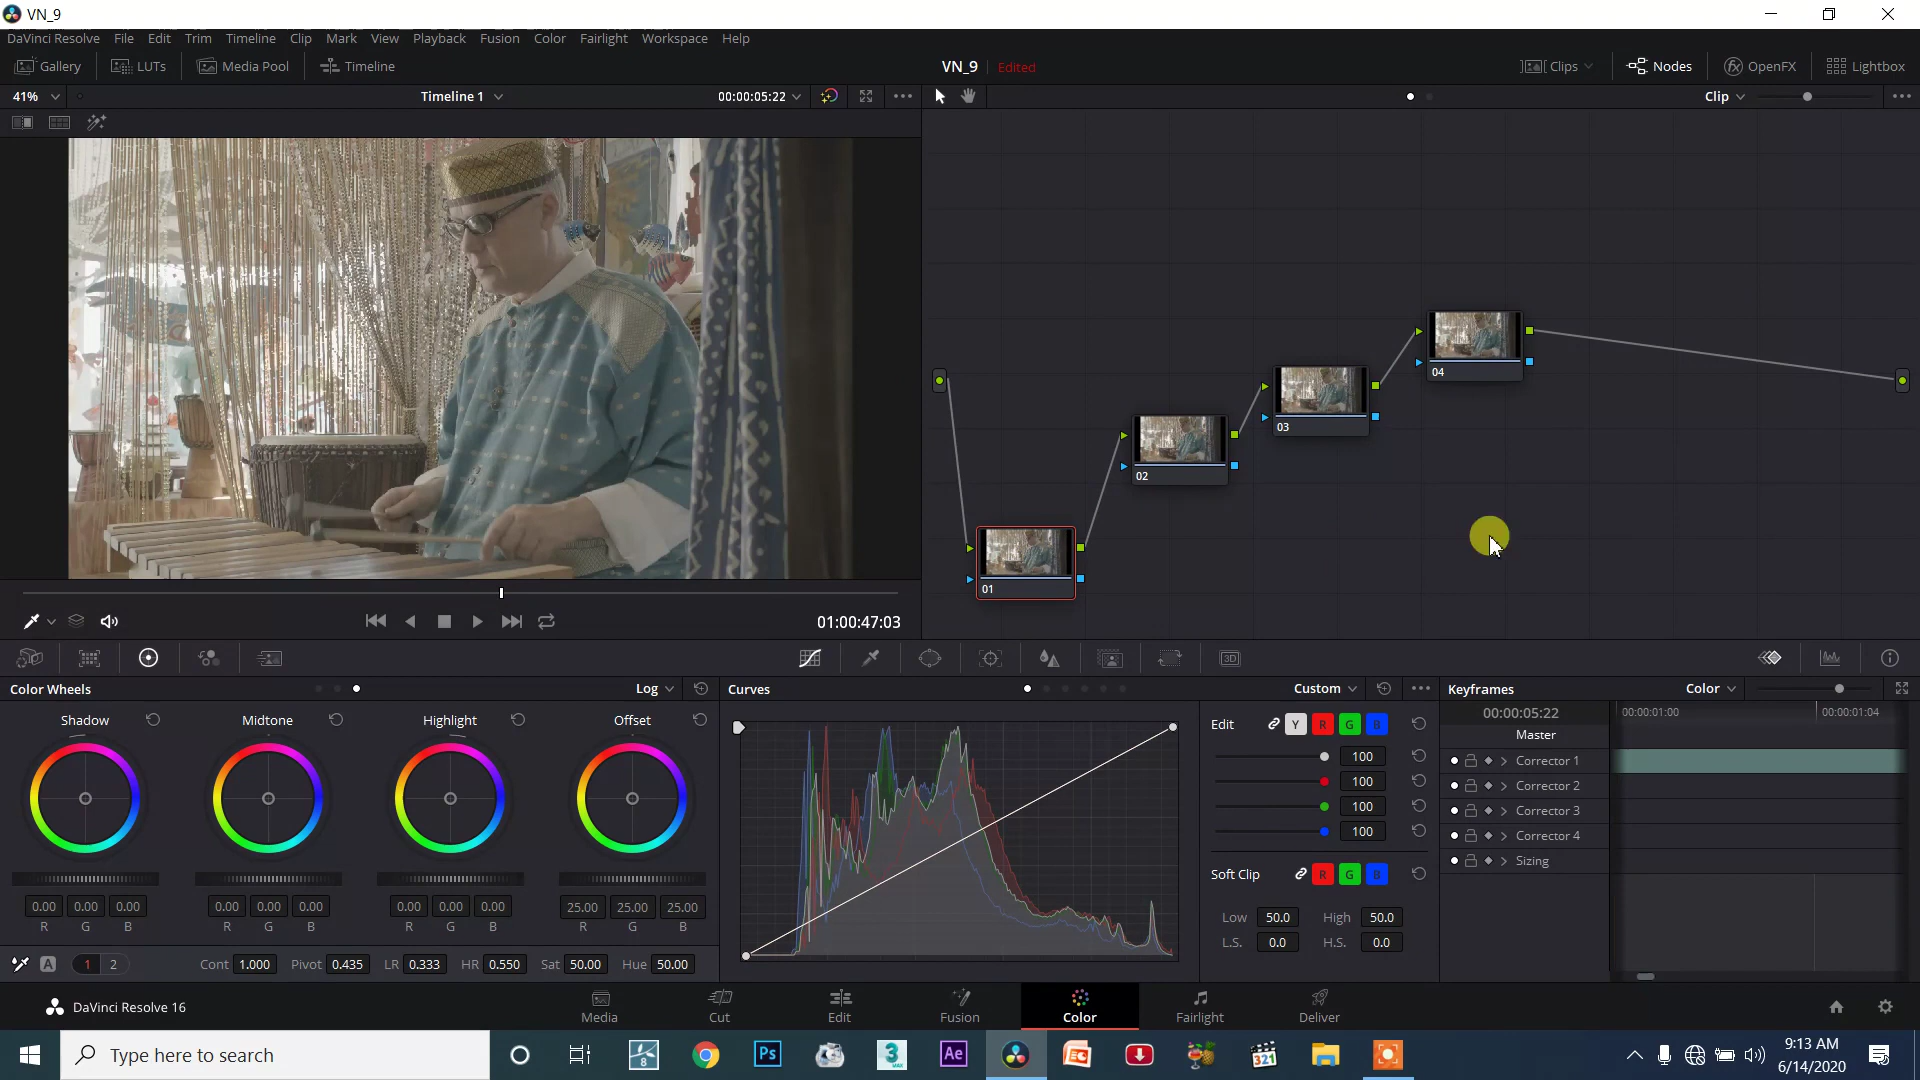 VN_9
DaVinci Resolve File Edit Trim Timeline Clip Mark View Playback Fusion Color Fairlight Workspace Help
Gallery LUTs Media Pool Timeline VN_9 Edited Clips Nodes OpenFX Lightbox
41% Timeline 1 00:00:05:22 Clip
04
03
02
01
01:00:47:03
3D
Color Wheels Log Curves Custom Keyframes Color
Shadow Midtone Highlight Offset
Edit Y R G B
100
100
100
100
Soft Clip R G B
Low 50.0 High 50.0
L.S. 0.0 H.S. 0.0
00:00:05:22 00:00:01:00 00:00:01:04
Master
Corrector 1
Corrector 2
Corrector 3
Corrector 4
Sizing
0.00 0.00 0.00 0.00 0.00 0.00 0.00 0.00 0.00 25.00 25.00 25.00
R G B R G B R G B R G B
A 1 2 Cont 1.000 Pivot 0.435 LR 0.333 HR 0.550 Sat 50.00 Hue 50.00
DaVinci Resolve 16 Media Cut Edit Fusion Color Fairlight Deliver
Type here to search
8 Ps 3 MAX Ae 321
9:13 AM
6/14/2020